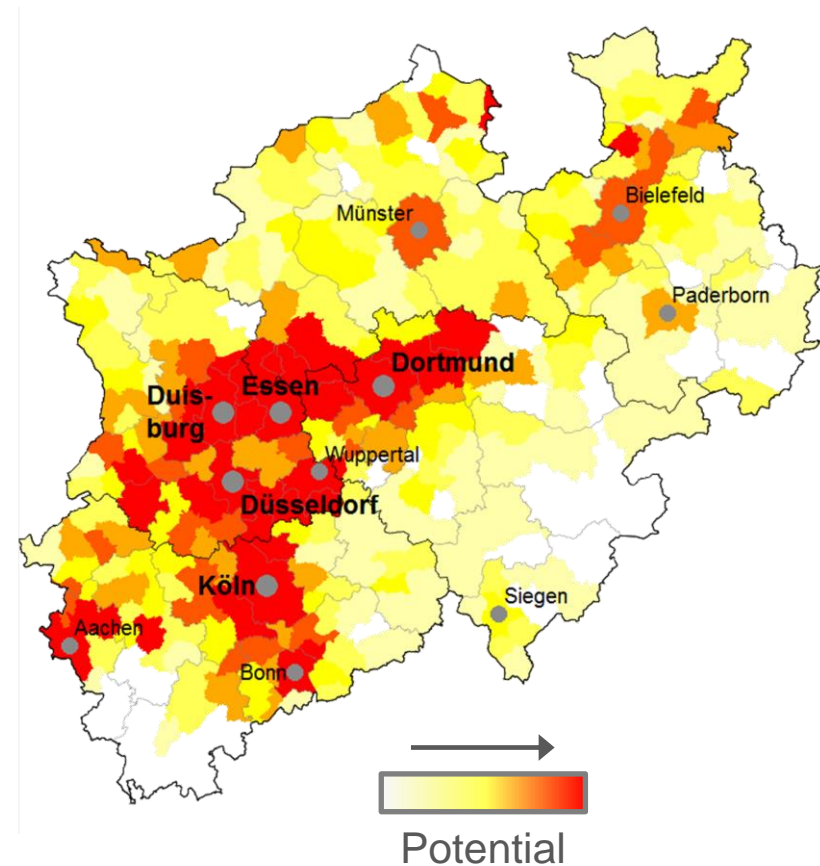 Münster
Bielefeld
Paderborn
Dortmund
Essen
Duis-
burg
Wuppertal
Düsseldorf
Köln
Siegen
Aachen
Bonn
Potential